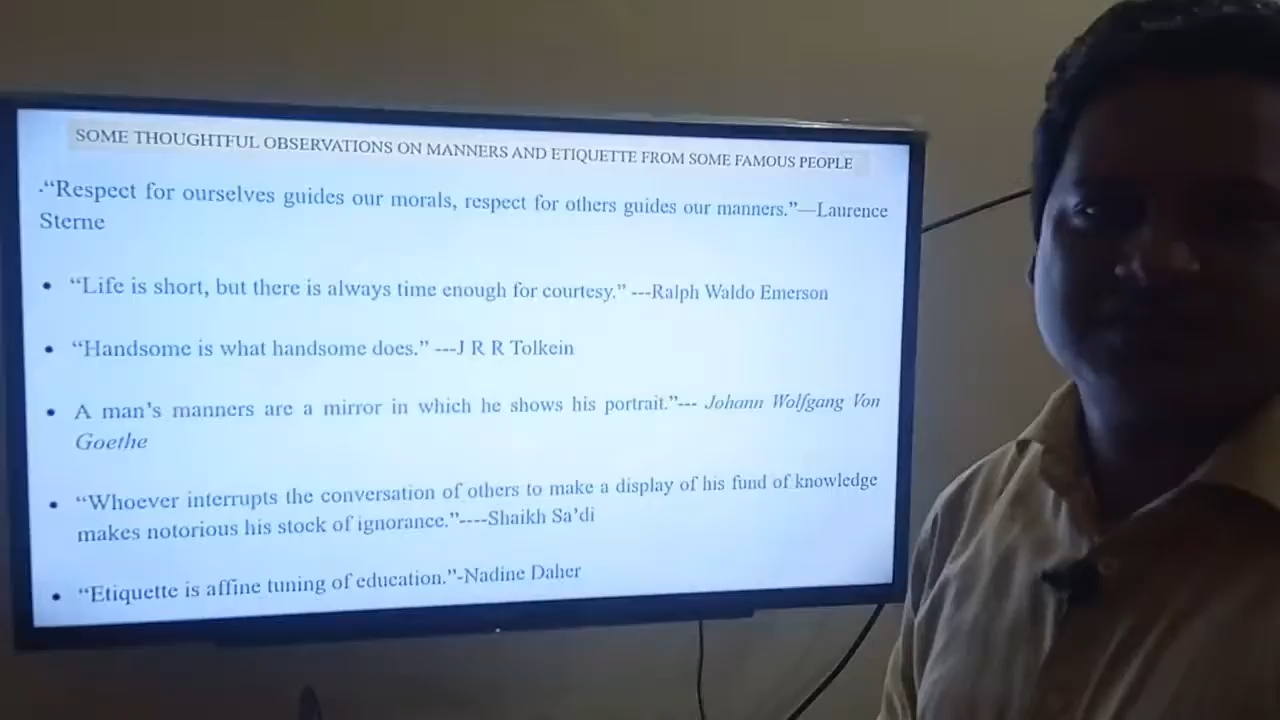 SOME THOUGHTFUL OBSERVATIONS ON MANNERS AND ETIQUETTE FROM SOME FAMOUS PEOPLE
·“Respect for ourselves guides our morals, respect for others guides our manners.”—Laurence
Sterne
• “Life is short, but there is always time enough for courtesy.” ---Ralph Waldo Emerson
• “Handsome is what handsome does.” ---J R R Tolkein
• A man’s manners are a mirror in which he shows his portrait.”--- Johann Wolfgang Von
Goethe
• “Whoever interrupts the conversation of others to make a display of his fund of knowledge
makes notorious his stock of ignorance.”----Shaikh Sa’di
• “Etiquette is affine tuning of education.”-Nadine Daher